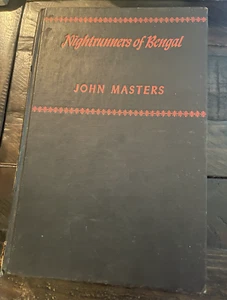 Nightrunners of Bengal
JOHN MASTERS